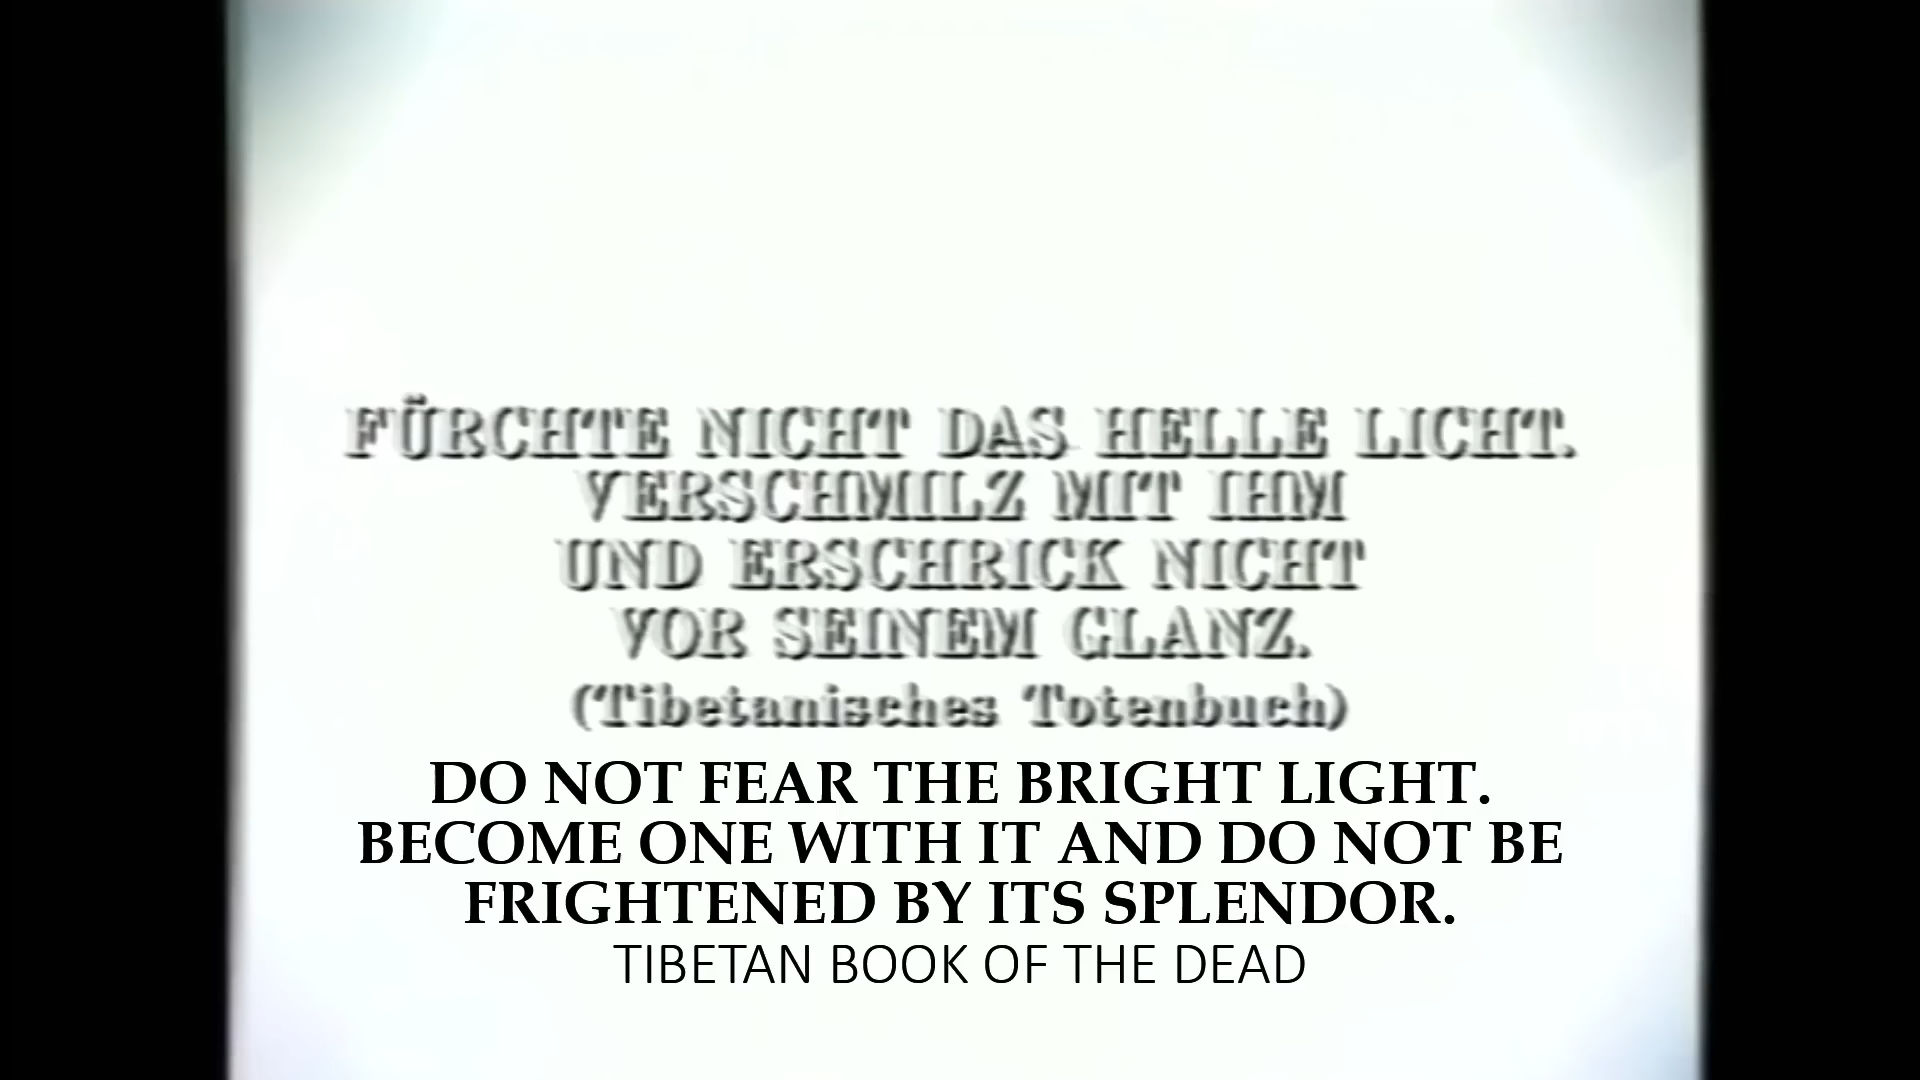 FÜRCHTE NICHT DAS HELLE LICHT.
VERSCHMILZ MIT IHM
UND ERSCHRICK NICHT
VOR SEINEM GLANZ.
(Tibetanisches Totenbuch)
DO NOT FEAR THE BRIGHT LIGHT.
BECOME ONE WITH IT AND DO NOT BE
FRIGHTENED BY ITS SPLENDOR.
TIBETAN BOOK OF THE DEAD